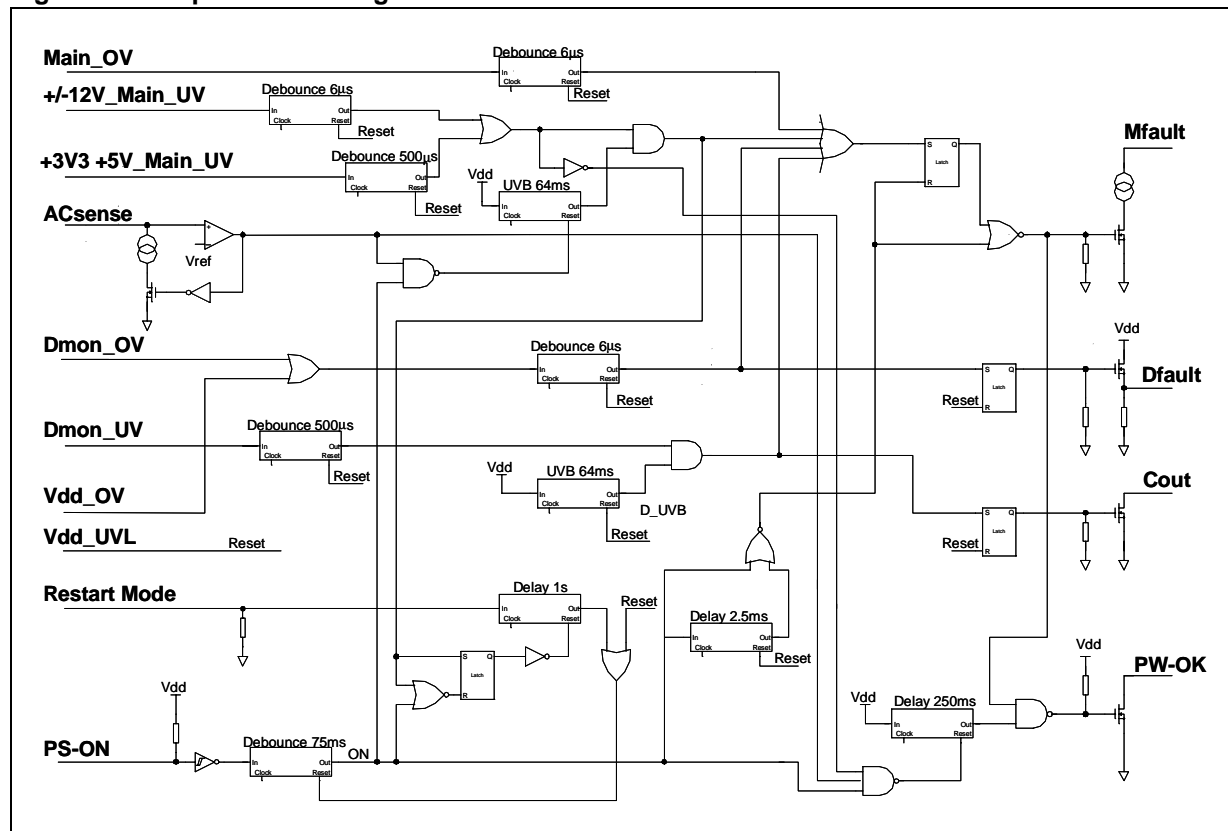 Main_OV
Debounce 6µs
In
Out
Clock
Reset
Reset
+/-12V_Main_UV
Debounce 6µs
In
Out
Clock
Reset
Reset
+3V3 +5V_Main_UV
Debounce 500µs
In
Out
Clock
Reset
Reset
Vdd
UVB 64ms
In
Out
Clock
Reset
S
Q
Latch
R
Mfault
ACsense
+
-
Vref
Dmon_OV
Debounce 6µs
In
Out
Clock
Reset
Reset
S
Q
Latch
Reset
R
Vdd
Dfault
Dmon_UV
Debounce 500µs
In
Out
Clock
Reset
Reset
Vdd
UVB 64ms
In
Out
Clock
Reset
D_UVB
Reset
S
Q
Latch
Reset
R
Cout
Vdd_OV
Vdd_UVL
Reset
Restart Mode
Delay 1s
In
Out
Clock
Reset
Reset
S
Q
Latch
R
Delay 2.5ms
In
Out
Clock
Reset
Reset
Vdd
Delay 250ms
In
Out
Clock
Reset
Vdd
PW-OK
Vdd
PS-ON
Debounce 75ms
In
Out
Clock
Reset
ON